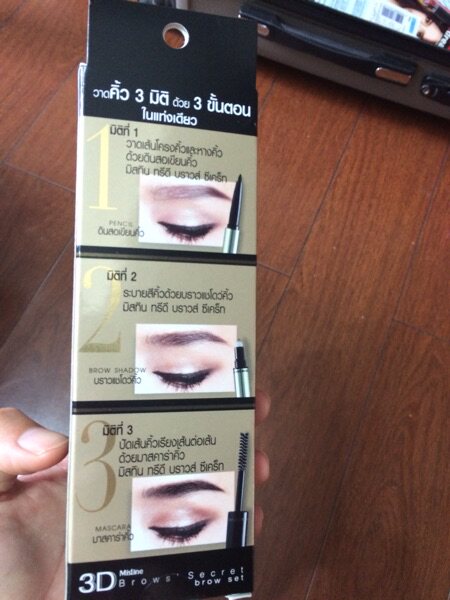 วาดคิ้ว 3 มิติ ด้วย 3 ขั้นตอน
ในแท่งเดียว
1
มิติที่ 1
วาดเส้นโครงคิ้วและหางคิ้ว
ด้วยดินสอเขียนคิ้ว
มิสทิน ทรีดี บราวส์ ซีเคร็ท
PENCIL
ดินสอเขียนคิ้ว
2
มิติที่ 2
ระบายสีคิ้วด้วยบราวแชโดว์คิ้ว
มิสทิน ทรีดี บราวส์ ซีเคร็ท
BROW SHADOW
บราวแชโดว์คิ้ว
3
มิติที่ 3
ปัดเส้นคิ้วเรียงเส้นต่อเส้น
ด้วยมาสคาร่าคิ้ว
มิสทิน ทรีดี บราวส์ ซีเคร็ท
MASCARA
มาสคาร่าคิ้ว
3D Mistine Brows' Secret
brow set